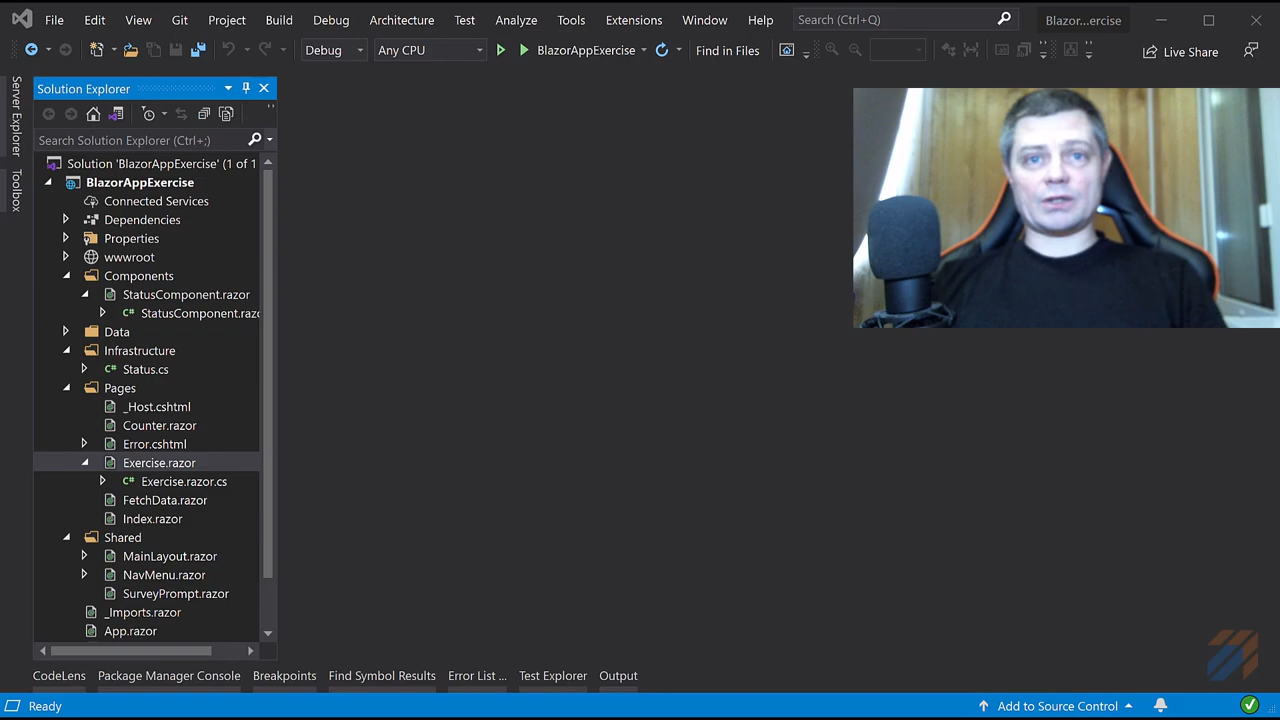 File Edit View Git Project Build Debug Architecture Test Analyze Tools Extensions Window Help Search (Ctrl+Q) Blazor...ercise
Debug Any CPU BlazorAppExercise Find in Files Live Share
Server Explorer
Toolbox
Solution Explorer
Search Solution Explorer (Ctrl+;)
Solution 'BlazorAppExercise' (1 of 1
BlazorAppExercise
Connected Services
Dependencies
Properties
wwwroot
Components
StatusComponent.razor
C# StatusComponent.razo
Data
Infrastructure
C# Status.cs
Pages
_Host.cshtml
Counter.razor
Error.cshtml
Exercise.razor
C# Exercise.razor.cs
FetchData.razor
Index.razor
Shared
MainLayout.razor
NavMenu.razor
SurveyPrompt.razor
_Imports.razor
App.razor
CodeLens Package Manager Console Breakpoints Find Symbol Results Error List ... Test Explorer Output
Ready Add to Source Control